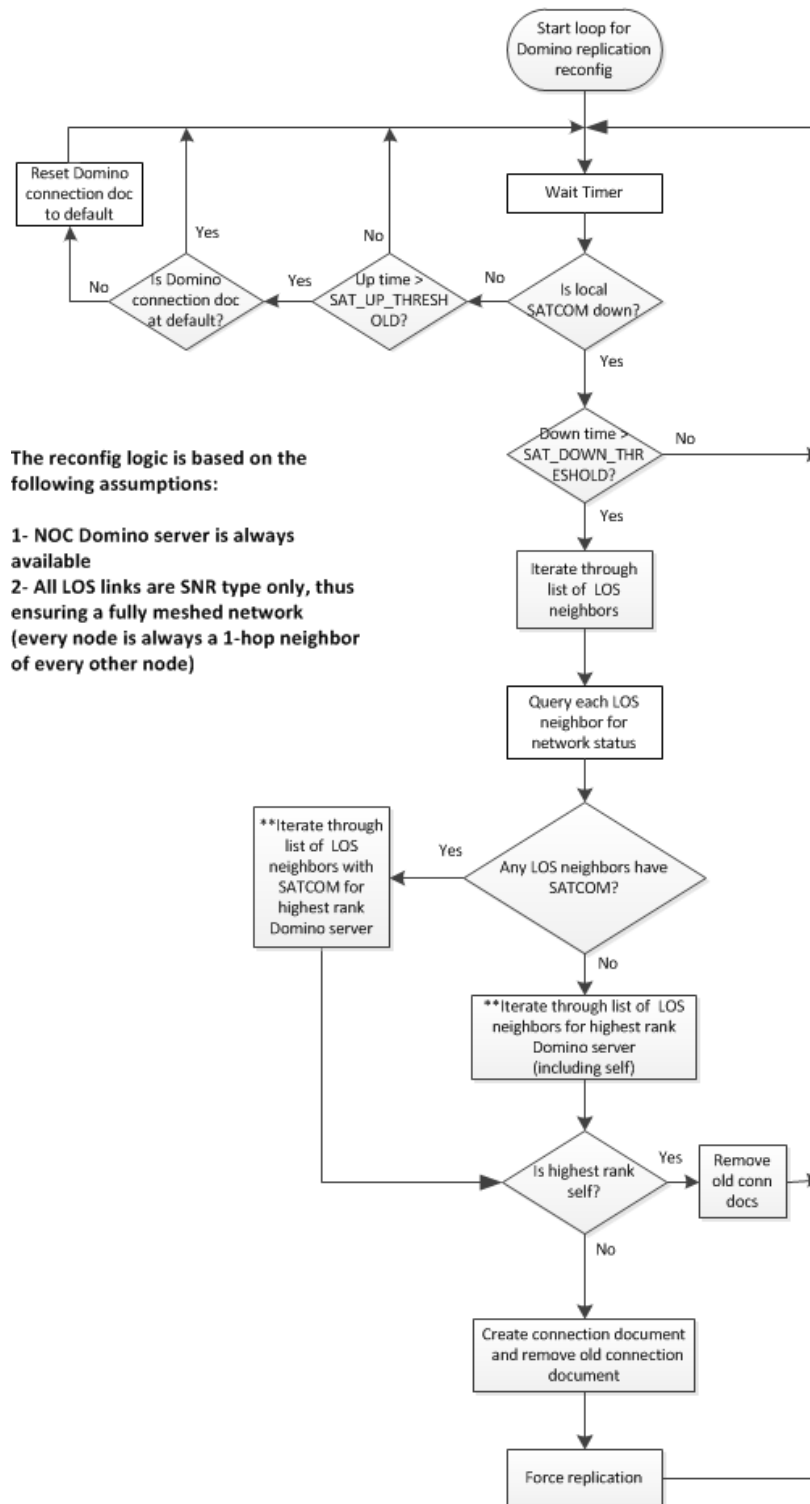 Start loop for
Domino replication
reconfig
Wait Timer
Reset Domino
connection doc
to default
Yes
No
No
Is Domino
connection doc
at default?
Yes
Up time >
SAT_UP_THRESH
OLD?
No
Is local
SATCOM down?
Yes
Down time >
SAT_DOWN_THR
ESHOLD?
No
Yes
The reconfig logic is based on the
following assumptions:
1- NOC Domino server is always
available
2- All LOS links are SNR type only, thus
ensuring a fully meshed network
(every node is always a 1-hop neighbor
of every other node)
Iterate through
list of LOS
neighbors
Query each LOS
neighbor for
network status
**Iterate through
list of LOS
neighbors with
SATCOM for
highest rank
Domino server
Yes
Any LOS neighbors have
SATCOM?
No
**Iterate through list of LOS
neighbors for highest rank
Domino server
(including self)
Is highest rank
self?
Yes
Remove
old conn
docs
No
Create connection document
and remove old connection
document
Force replication